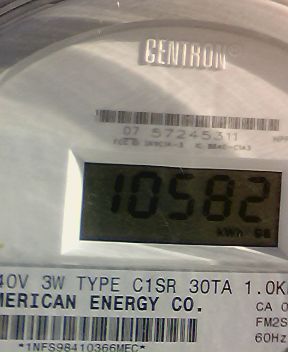 CENTRON®
07 57245311
10582
kWh
40V 3W TYPE C1SR 30TA 1.0K
MERICAN ENERGY CO.
CA 0
FM2S
60Hz
*1NFS98410366MEC*